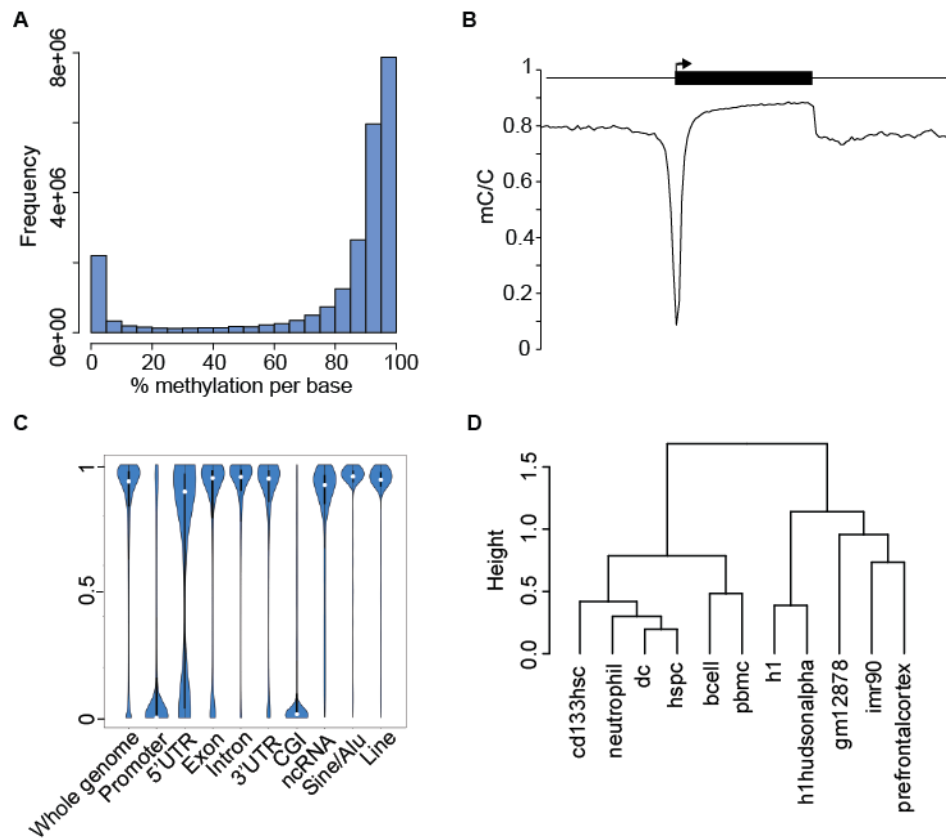 A
Frequency
8e+06
4e+06
0e+00
0 20 40 60 80 100
% methylation per base
B
mC/C
1
0.8
0.6
0.4
0.2
0
C
1
0.5
0
Whole genome
Promoter
5'UTR
Exon
Intron
3'UTR
CGI
ncRNA
Sine/Alu
Line
D
Height
1.5
1.0
0.5
0.0
cd133hsc
neutrophil
dc
hspc
bcell
pbmc
h1
h1hudsonalpha
gm12878
imr90
prefrontalcortex